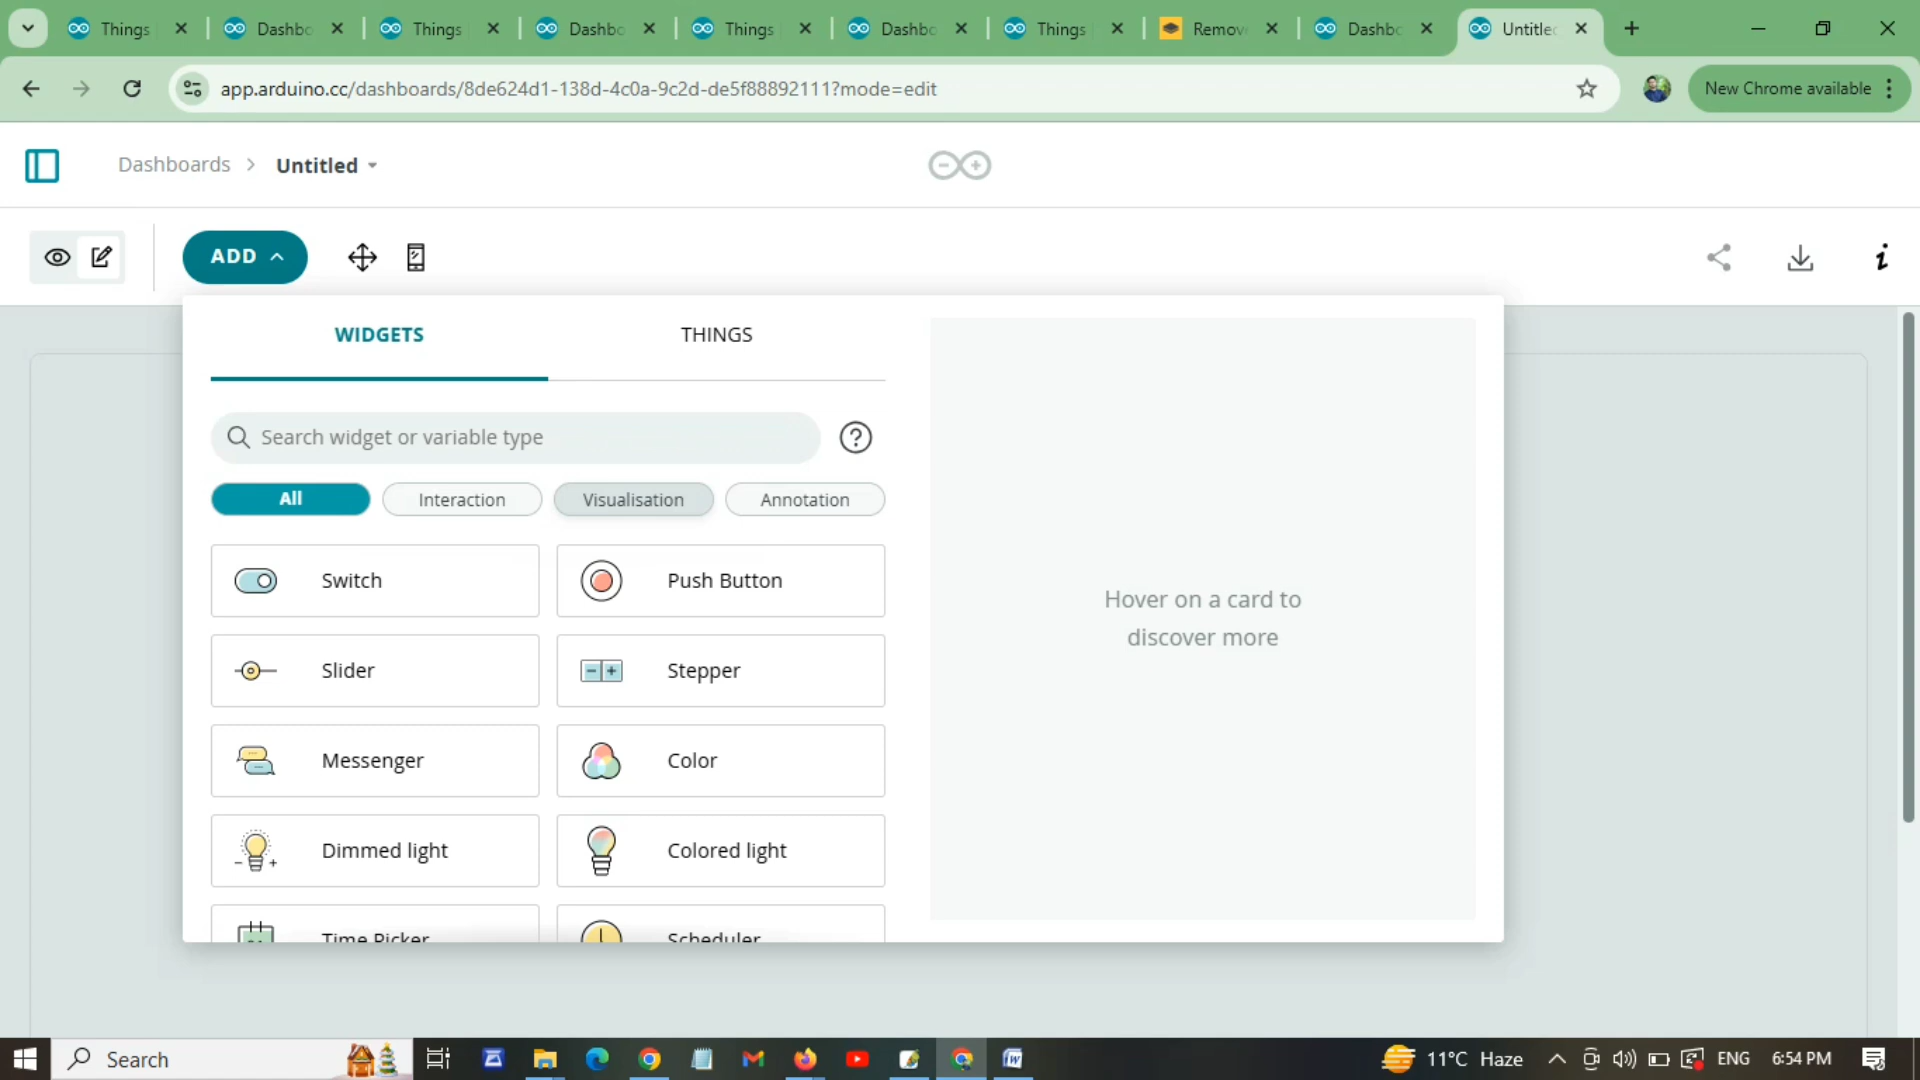 Things
Dashbo
Things
Dashbo
Things
Dashbo
Things
Remov
Dashbo
Untitled
app.arduino.cc/dashboards/8de624d1-138d-4c0a-9c2d-de5f88892111?mode=edit
New Chrome available
Dashboards > Untitled
ADD
i
WIDGETS
THINGS
Search widget or variable type
?
All
Interaction
Visualisation
Annotation
Switch
Push Button
Slider
Stepper
Messenger
Color
Dimmed light
Colored light
Time Picker
Scheduler
Hover on a card to
discover more
Search
11°C Haze
ENG
6:54 PM